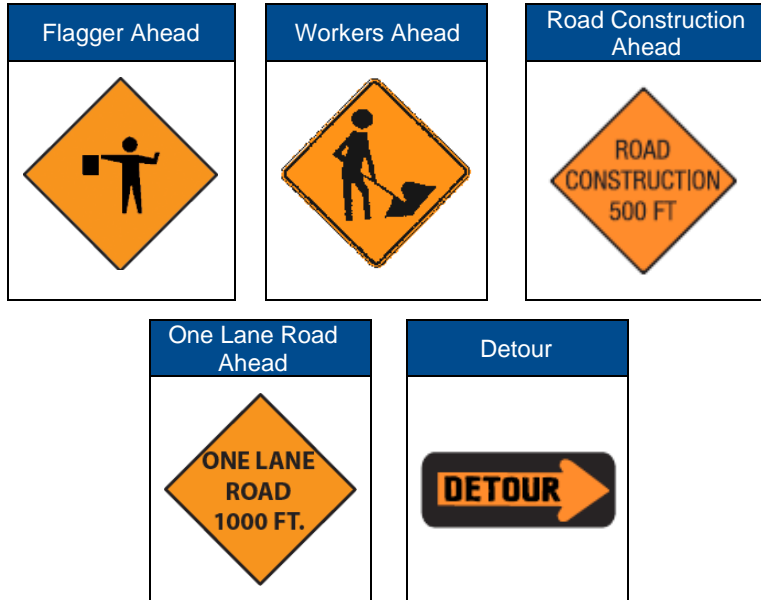 Flagger Ahead
Workers Ahead
Road Construction
Ahead
ROAD
CONSTRUCTION
500 FT
One Lane Road
Ahead
Detour
ONE LANE
ROAD
1000 FT.
DETOUR